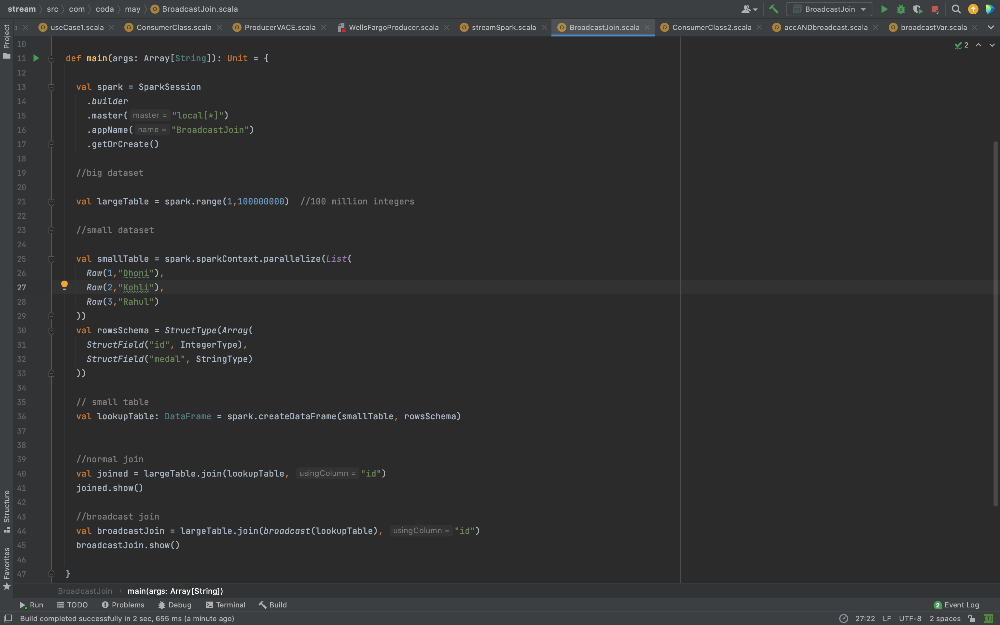 stream src com coda may BroadcastJoin.scala BroadcastJoin 3
a useCase1.scala ConsumerClass.scala ProducerVACE.scala WellsFargoProducer.scala streamSpark.scala BroadcastJoin.scala ConsumerClass2.scala accANDbroadcast.scala broadcastVar.scala
Project
2
10
11 def main(args: Array[String]): Unit = {
12
13 val spark = SparkSession
14 .builder
15 .master( master = "local[*]")
16 .appName( name = "BroadcastJoin")
17 .getOrCreate()
18
19 //big dataset
20
21 val largeTable = spark.range(1,100000000) //100 million integers
22
23 //small dataset
24
25 val smallTable = spark.sparkContext.parallelize(List(
26 Row(1,"Dhoni"),
27 Row(2,"Kohli"),
28 Row(3,"Rahul")
29 ))
30 val rowsSchema = StructType(Array(
31 StructField("id", IntegerType),
32 StructField("medal", StringType)
33 ))
34
35 // small table
36 val lookupTable: DataFrame = spark.createDataFrame(smallTable, rowsSchema)
37
38
39 //normal join
40 val joined = largeTable.join(lookupTable, usingColumn = "id")
41 joined.show()
42
43 //broadcast join
44 val broadcastJoin = largeTable.join(broadcast(lookupTable), usingColumn = "id")
45 broadcastJoin.show()
46
47 }
Structure
Favorites
BroadcastJoin main(args: Array[String])
Run TODO Problems Debug Terminal Build 2 Event Log
Build completed successfully in 2 sec, 655 ms (a minute ago) 27:22 LF UTF-8 2 spaces [T]